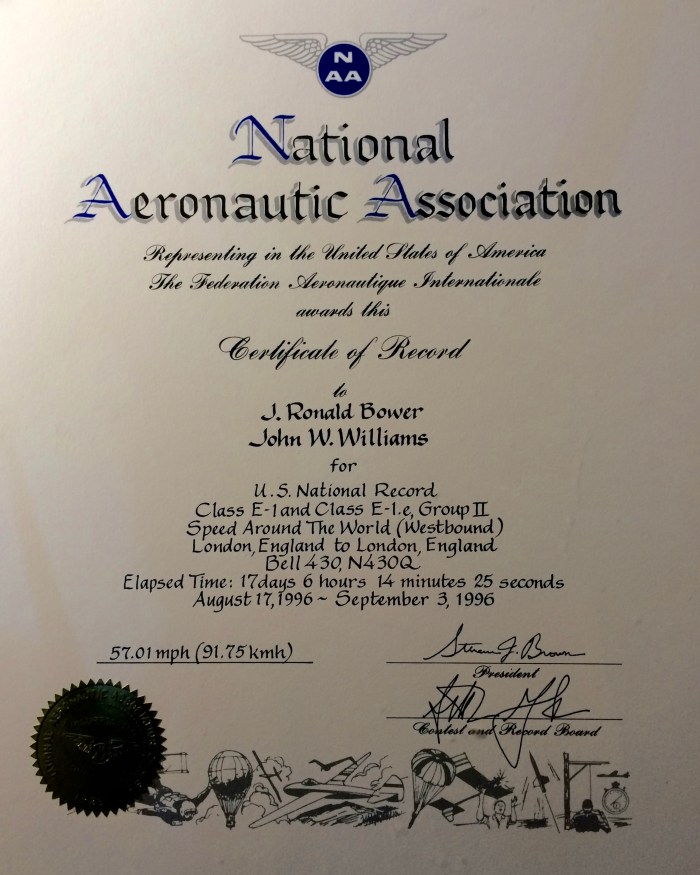 N
AA
National
Aeronautic Association
Representing in the United States of America
The Federation Aeronautique Internationale
awards this
Certificate of Record
to
J. Ronald Bower
John W. Williams
for
U.S. National Record
Class E-1 and Class E-1.e, Group II
Speed Around The World (Westbound)
London, England to London, England
Bell 430, N430Q
Elapsed Time: 17days 6 hours 14 minutes 25 seconds
August 17, 1996 ~ September 3, 1996
57.01 mph (91.75 kmh)
President
Contest and Record Board